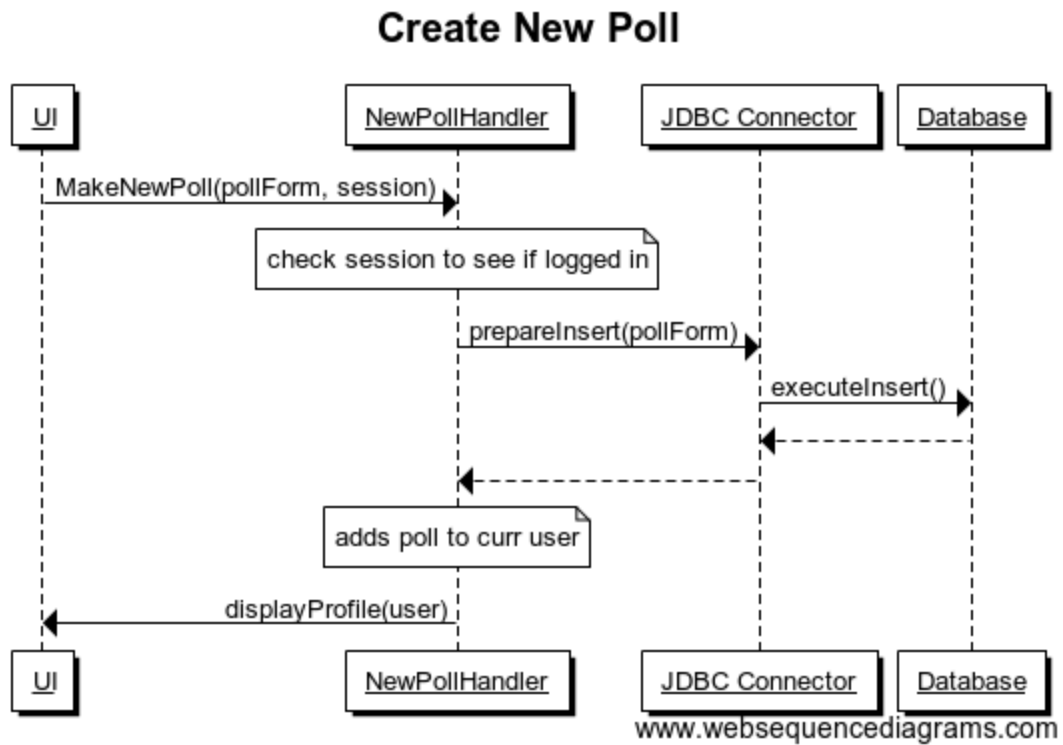 Create New Poll
UI
NewPollHandler
JDBC Connector
Database
MakeNewPoll(pollForm, session)
check session to see if logged in
prepareInsert(pollForm)
executeInsert()
adds poll to curr user
displayProfile(user)
UI
NewPollHandler
JDBC Connector
Database
www.websequencediagrams.com